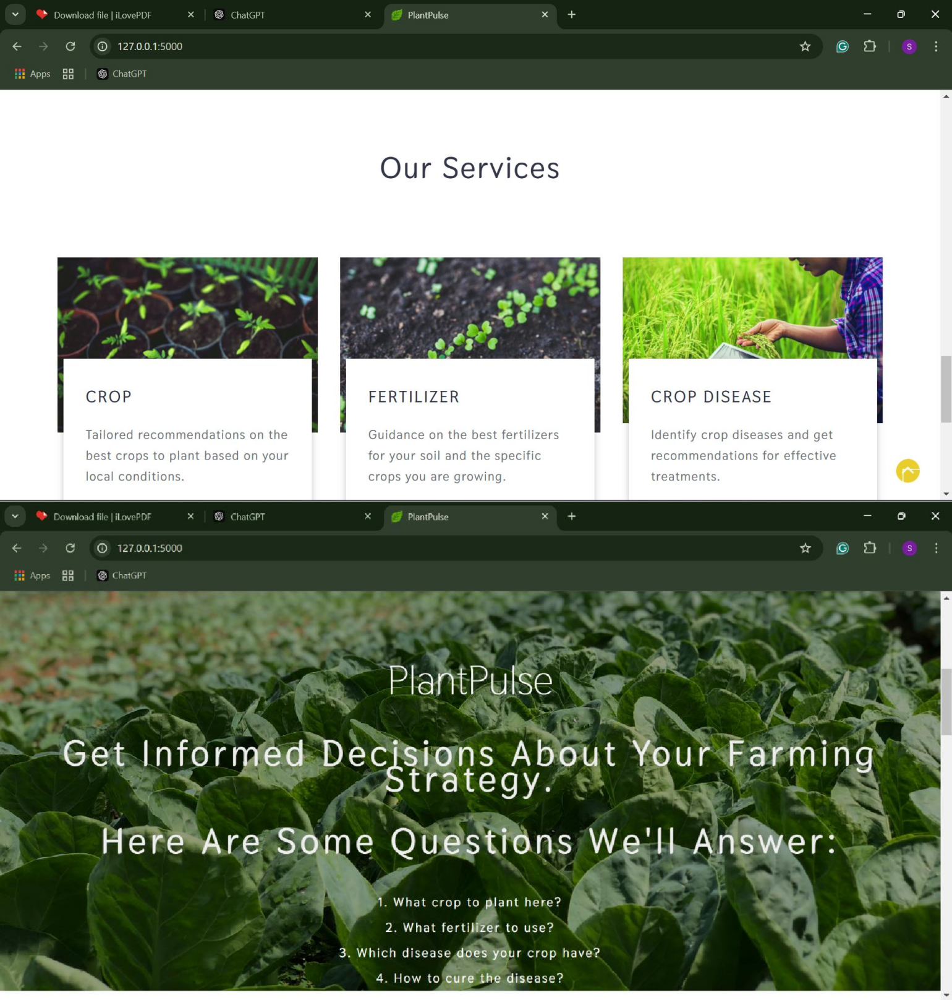 Download file | iLovePDF
ChatGPT
PlantPulse
127.0.0.1:5000
S
Apps
ChatGPT
Our Services
CROP
Tailored recommendations on the
best crops to plant based on your
local conditions.
FERTILIZER
Guidance on the best fertilizers
for your soil and the specific
crops you are growing.
CROP DISEASE
Identify crop diseases and get
recommendations for effective
treatments.
Download file | iLovePDF
ChatGPT
PlantPulse
127.0.0.1:5000
S
Apps
ChatGPT
PlantPulse
Get Informed Decisions About Your Farming
Strategy.
Here Are Some Questions We'll Answer:
1. What crop to plant here?
2. What fertilizer to use?
3. Which disease does your crop have?
4. How to cure the disease?